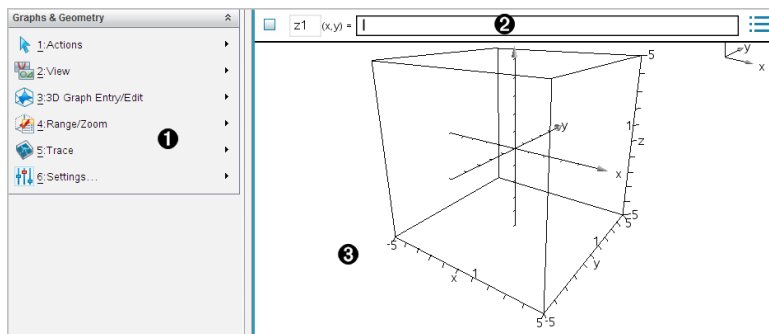 Graphs & Geometry
1:Actions
2:View
3:3D Graph Entry/Edit
4:Range/Zoom
5:Trace
6:Settings...
1
z1 (x,y) =
2
y
x
5
1
z
-5
5
y
x
-5
x
1
5
-5
y
1
3